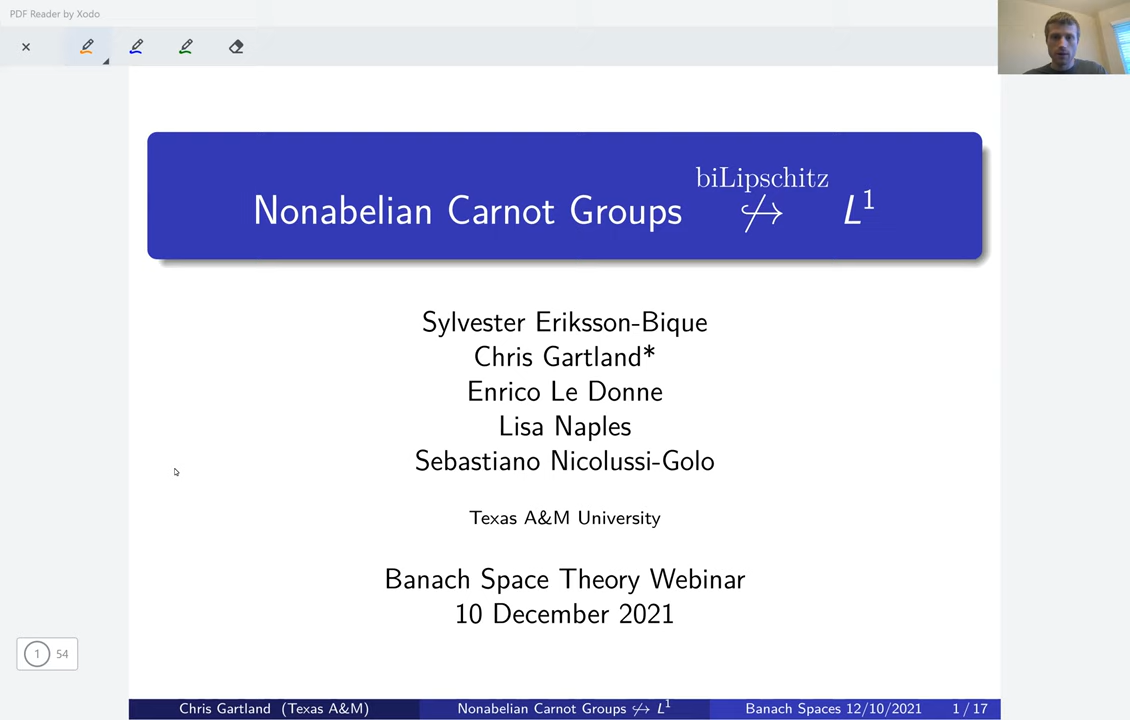 PDF Reader by Xodo
biLipschitz
Nonabelian Carnot Groups ↪̸ L¹
Sylvester Eriksson-Bique
Chris Gartland*
Enrico Le Donne
Lisa Naples
Sebastiano Nicolussi-Golo
Texas A&M University
Banach Space Theory Webinar
10 December 2021
1 54
Chris Gartland (Texas A&M) Nonabelian Carnot Groups ↪̸ L¹ Banach Spaces 12/10/2021 1 / 17